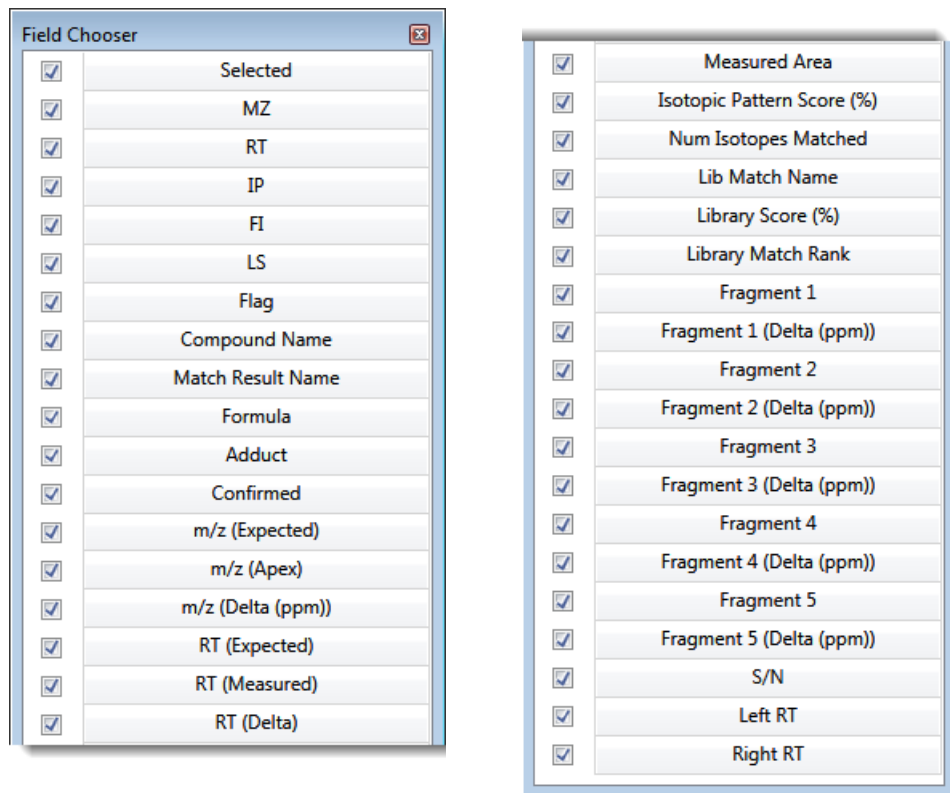 Field Chooser
Selected
MZ
RT
IP
FI
LS
Flag
Compound Name
Match Result Name
Formula
Adduct
Confirmed
m/z (Expected)
m/z (Apex)
m/z (Delta (ppm))
RT (Expected)
RT (Measured)
RT (Delta)
Measured Area
Isotopic Pattern Score (%)
Num Isotopes Matched
Lib Match Name
Library Score (%)
Library Match Rank
Fragment 1
Fragment 1 (Delta (ppm))
Fragment 2
Fragment 2 (Delta (ppm))
Fragment 3
Fragment 3 (Delta (ppm))
Fragment 4
Fragment 4 (Delta (ppm))
Fragment 5
Fragment 5 (Delta (ppm))
S/N
Left RT
Right RT